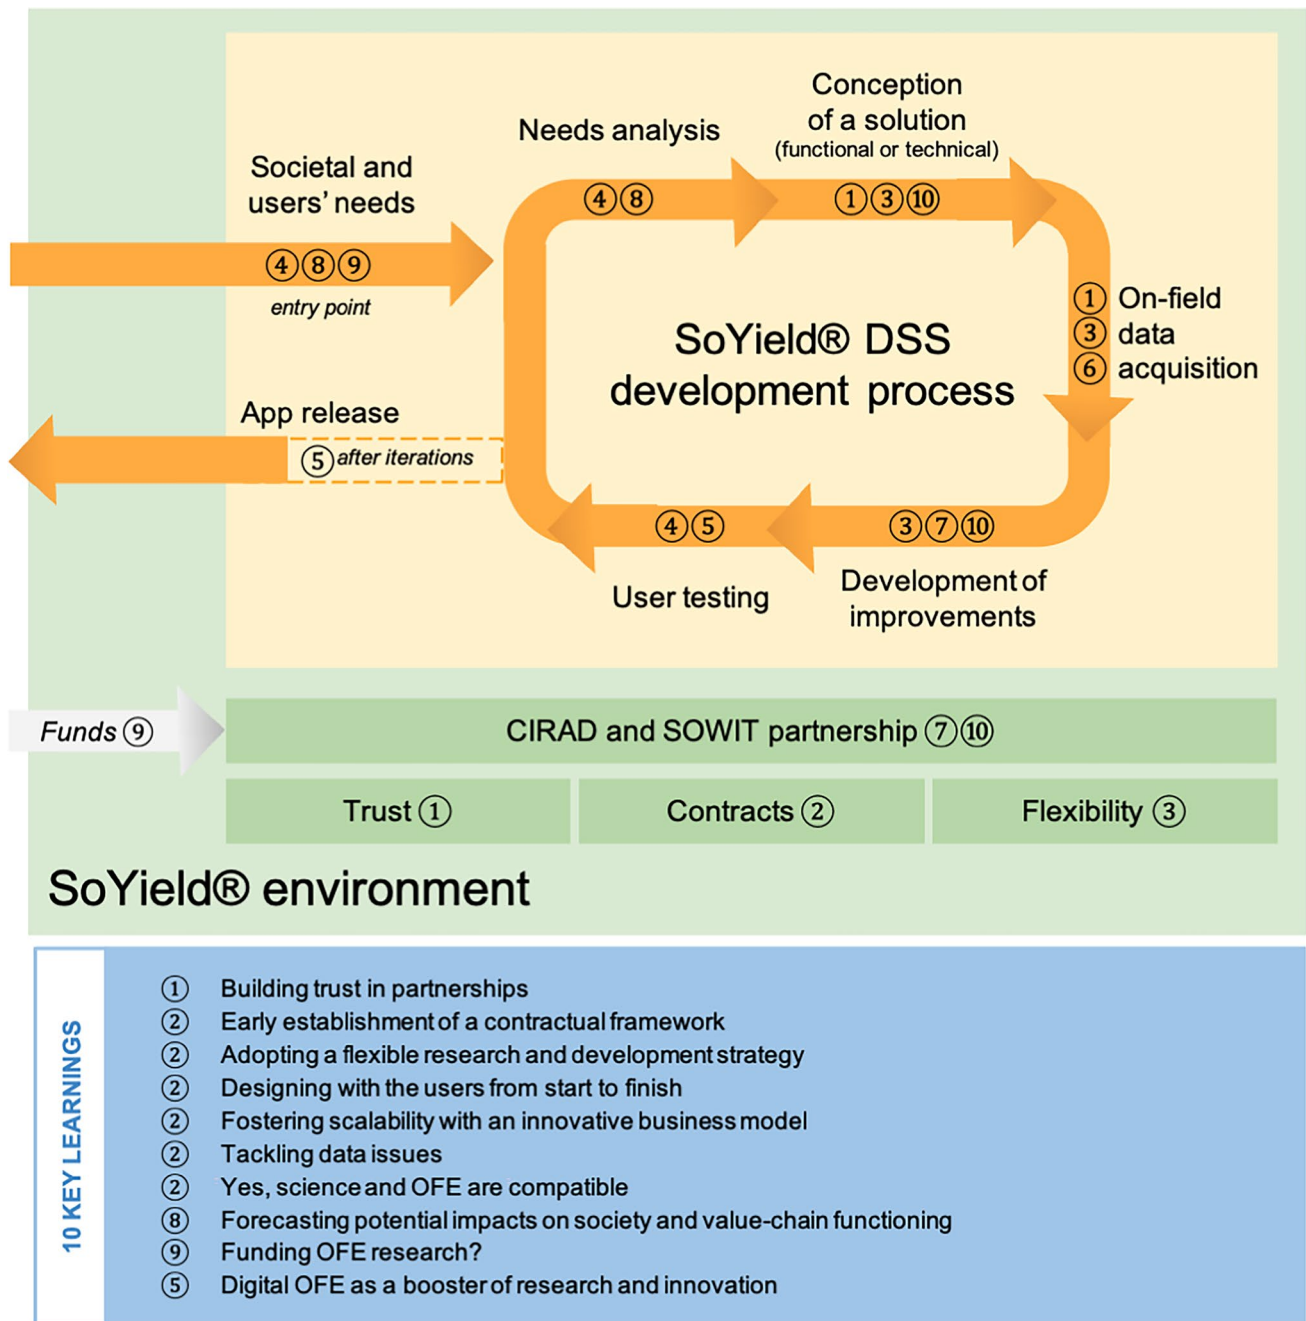 Conception
of a solution
(functional or technical)
Needs analysis
Societal and
users' needs
④⑧
①③⑩
④⑧⑨
entry point
① On-field
③ data
⑥ acquisition
SoYield® DSS
development process
App release
⑤ after iterations
④⑤
③⑦⑩
User testing
Development of
improvements
Funds ⑨
CIRAD and SOWIT partnership ⑦⑩
Trust ①
Contracts ②
Flexibility ③
SoYield® environment
10 KEY LEARNINGS
① Building trust in partnerships
② Early establishment of a contractual framework
② Adopting a flexible research and development strategy
② Designing with the users from start to finish
② Fostering scalability with an innovative business model
② Tackling data issues
② Yes, science and OFE are compatible
⑧ Forecasting potential impacts on society and value-chain functioning
⑨ Funding OFE research?
⑤ Digital OFE as a booster of research and innovation